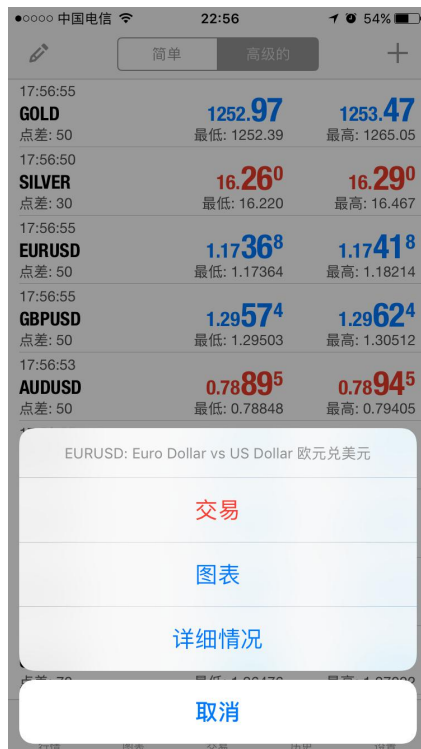 中国电信 22:56 54%
简单 高级的
17:56:55
GOLD 1252.97 1253.47
点差: 50 最低: 1252.39 最高: 1265.05
17:56:50
SILVER 16.260 16.290
点差: 30 最低: 16.220 最高: 16.467
17:56:55
EURUSD 1.17368 1.17418
点差: 50 最低: 1.17364 最高: 1.18214
17:56:55
GBPUSD 1.29574 1.29624
点差: 50 最低: 1.29503 最高: 1.30512
17:56:53
AUDUSD 0.78895 0.78945
点差: 50 最低: 0.78848 最高: 0.79405
EURUSD: Euro Dollar vs US Dollar 欧元兑美元
交易
图表
详细情况
取消